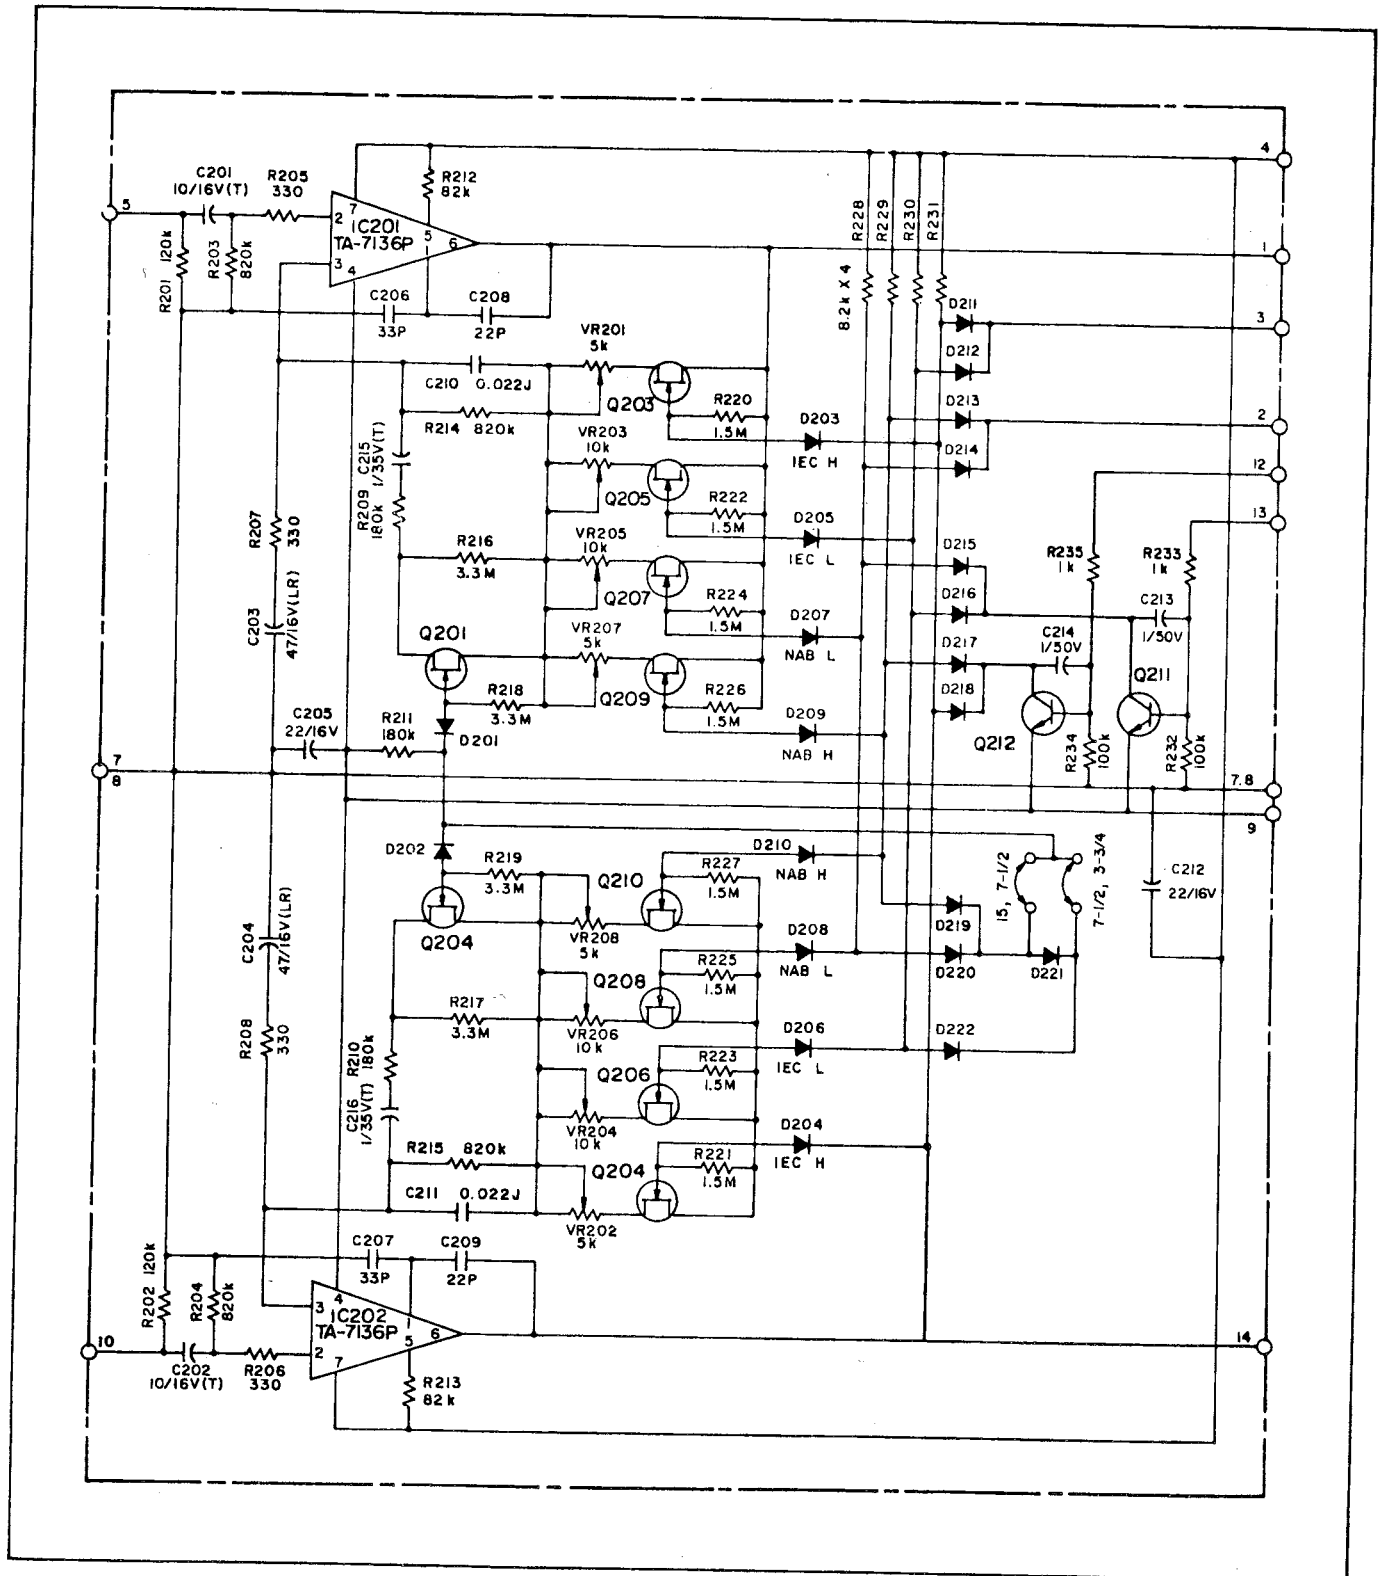 4
C201
10/16V(T)
R205
330
R212
82k
5
2
7
IC201
TA-7136P
5
6
3
4
R201 120k
R203
820k
C206
33P
C208
22P
R228
R229
R230
R231
8.2k X 4
1
D211
3
D212
VR201
5k
C210 0.022J
Q203
R220
1.5M
D203
IEC H
D213
2
R214 820k
D214
C215
1/35V(T)
VR203
10k
12
R209
180k
Q205
R222
1.5M
D205
IEC L
13
R207
330
R216
3.3M
VR205
10k
D215
R235
1k
R233
1k
Q207
R224
1.5M
D207
NAB L
D216
C213
1/50V
C203
47/16V(LR)
Q201
VR207
5k
D217
C214
1/50V
Q211
R218
3.3M
Q209
R226
1.5M
D218
D209
NAB H
Q212
C205
22/16V
R211
180k
D201
R234
100k
R232
100k
7
8
7.8
9
D202
R219
3.3M
Q210
R227
1.5M
D210
NAB H
15, 7-1/2
7-1/2, 3-3/4
C212
22/16V
Q204
VR208
5k
D219
C204
47/16V(LR)
Q208
R225
1.5M
D208
NAB L
D220
D221
R208
330
R217
3.3M
VR206
10k
D206
IEC L
D222
R210
180k
Q206
R223
1.5M
C216
1/35V(T)
VR204
10k
D204
IEC H
R215 820k
Q204
R221
1.5M
C211 0.022J
VR202
5k
C207
33P
C209
22P
R202 120k
R204
820k
3
4
IC202
TA-7136P
5
6
2
7
10
14
C202
10/16V(T)
R206
330
R213
82k